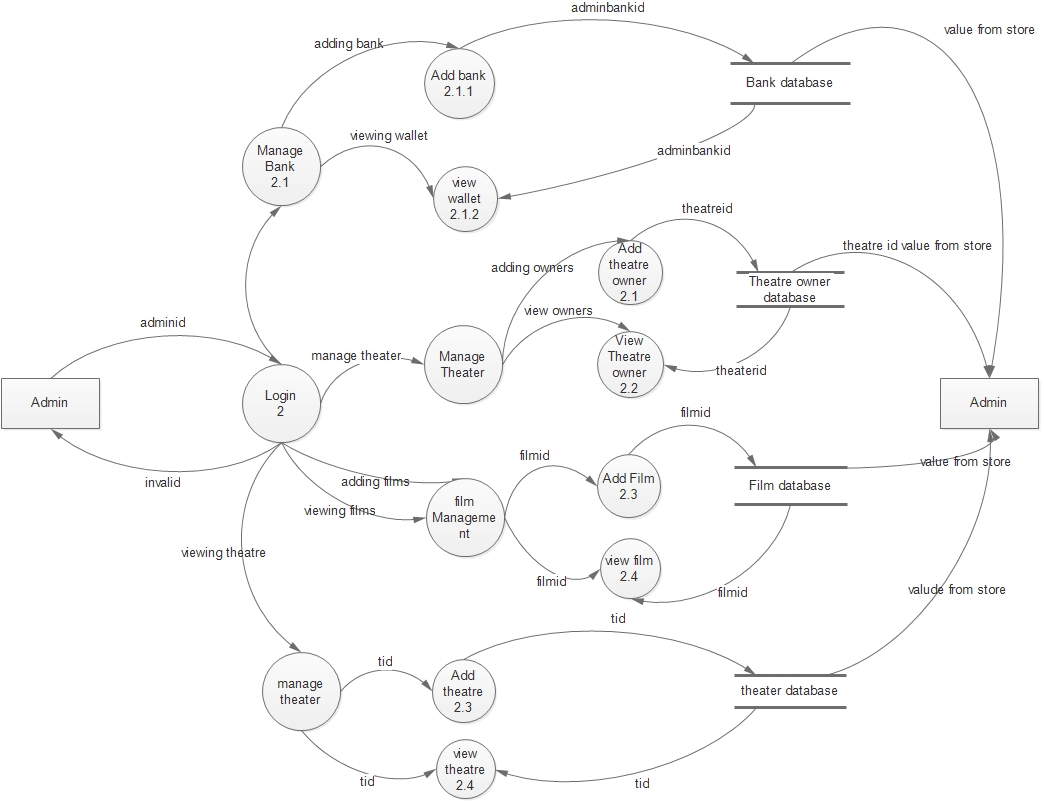 adminbankid
value from store
adding bank
Add bank
2.1.1
Bank database
viewing wallet
adminbankid
Manage
Bank
2.1
view
wallet
2.1.2
theatreid
theatre id value from store
adding owners
Add
theatre
owner
2.1
Theatre owner
database
view owners
adminid
manage theater
Manage
Theater
View
Theatre
owner
2.2
theaterid
Admin
Login
2
Admin
filmid
invalid
adding films
viewing films
filmid
Add Film
2.3
Film database
value from store
film
Manageme
nt
viewing theatre
filmid
view film
2.4
filmid
valude from store
tid
tid
manage
theater
Add
theatre
2.3
theater database
tid
view
theatre
2.4
tid